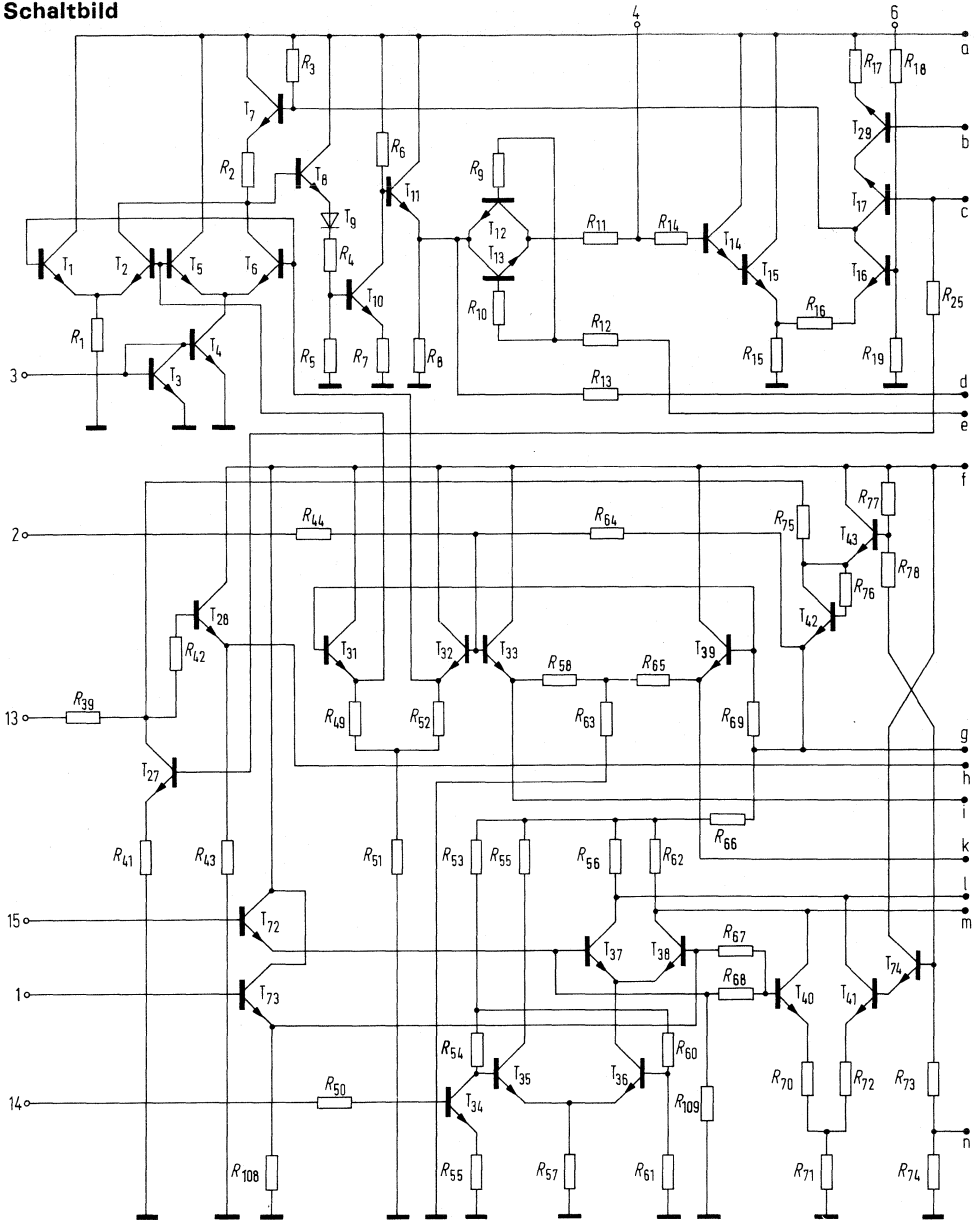 Schaltbild
4
6
a
R3
R17
R18
T7
T29
b
R6
R2
T8
R9
T11
T17
c
T9
T12
R11
R14
T1
T2
T5
T6
R4
T13
T14
T15
T16
T10
R10
R16
R25
R1
T4
R12
R5
R7
R8
R15
R19
3
T3
R13
d
e
f
R77
R44
R64
R75
T43
2
R78
R76
T28
T42
R42
T31
T32
T33
T39
R58
R65
R39
R49
R52
R63
R69
13
g
T27
h
i
R66
R41
R43
R51
R53
R55
R56
R62
k
l
15
T72
m
R67
T37
T38
T74
R68
1
T73
T40
T41
R54
R60
T35
T36
R50
R70
R72
R73
14
T34
R109
n
R108
R55
R57
R61
R71
R74